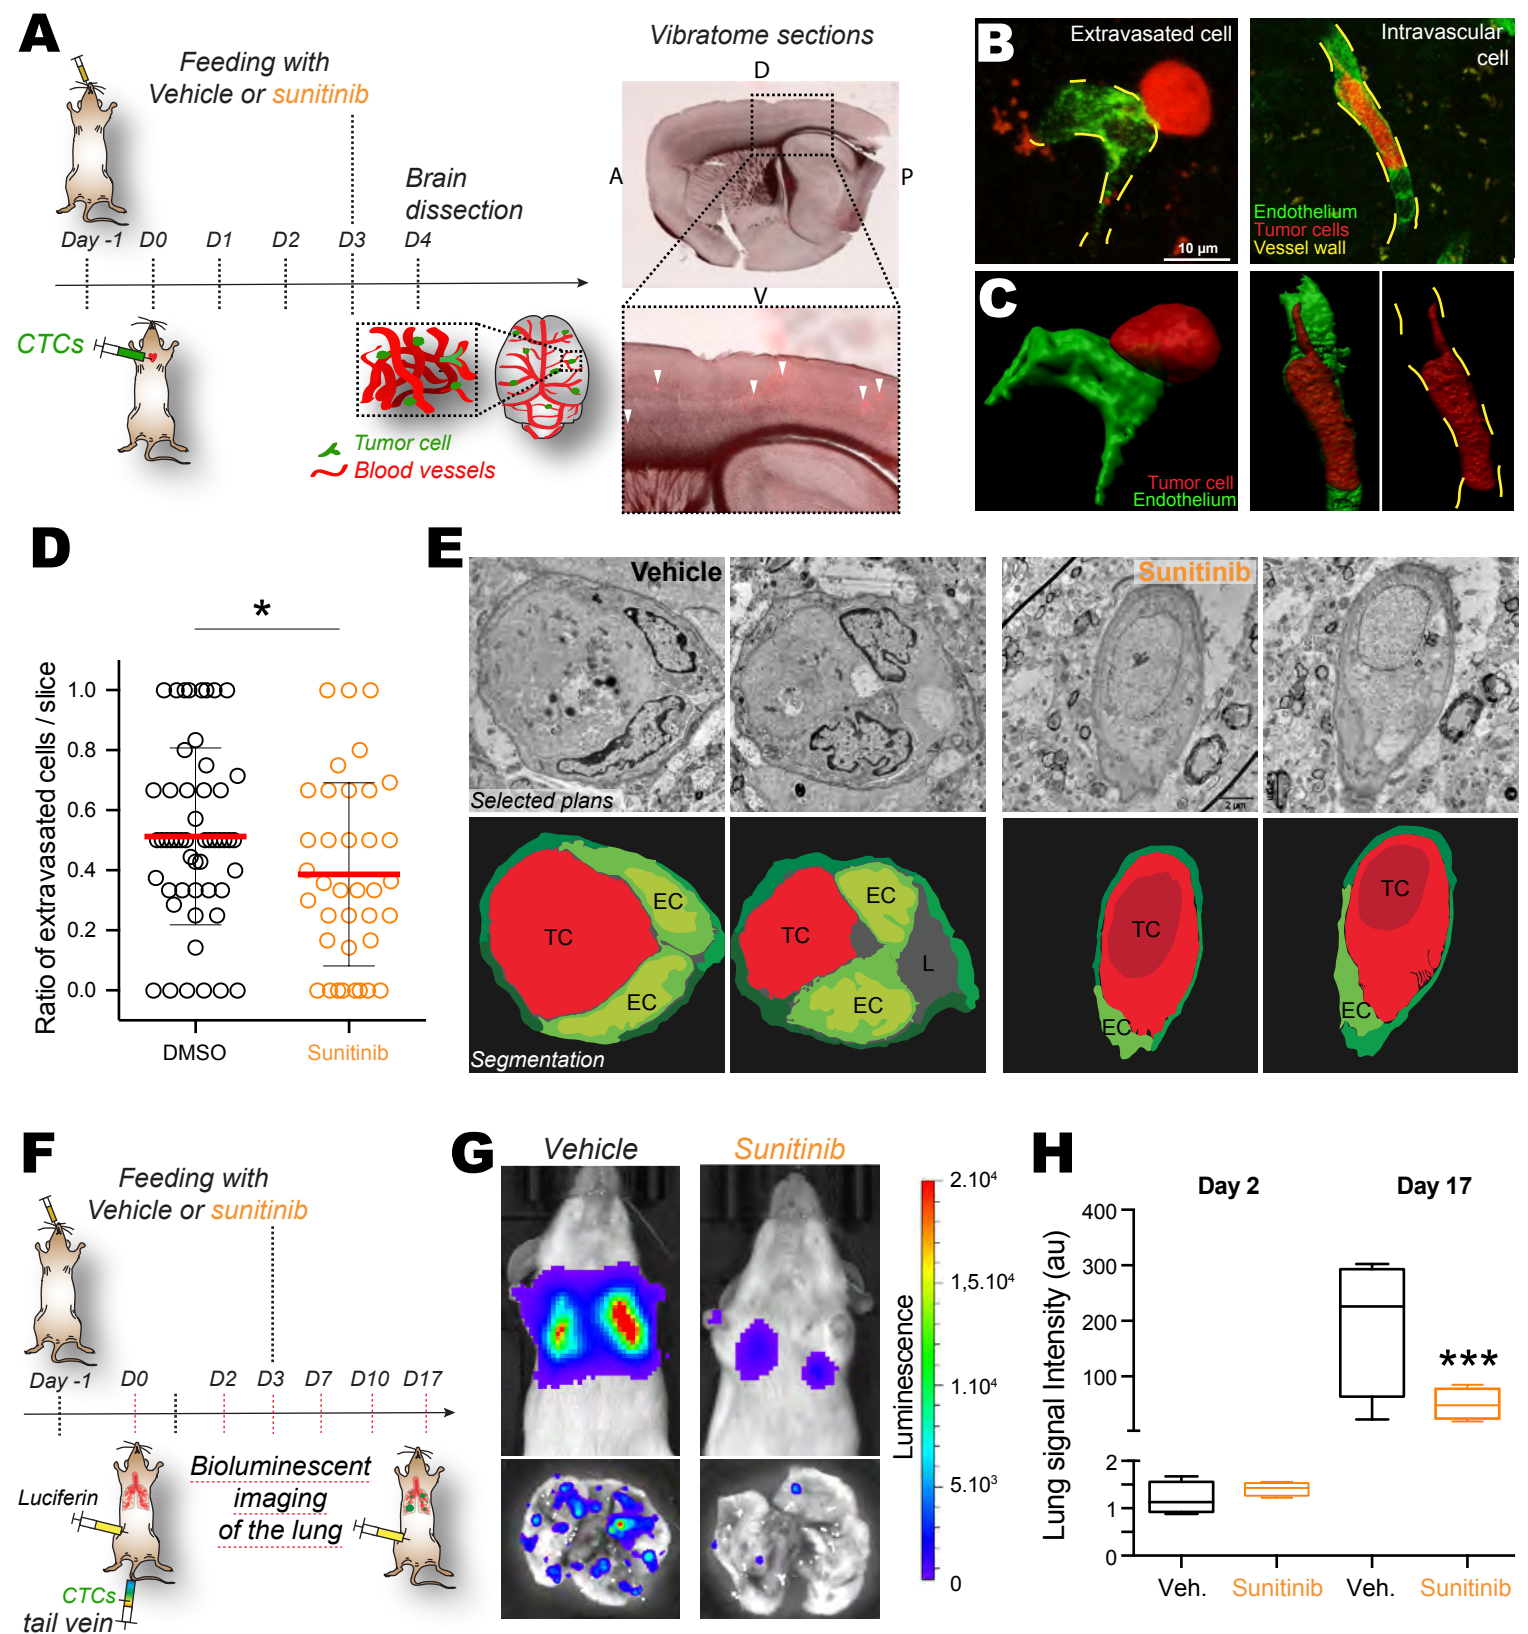 A
Feeding with
Vehicle or sunitinib
Brain
dissection
Day -1 D0 D1 D2 D3 D4
CTCs
Tumor cell
Blood vessels
Vibratome sections
D
A
P
V
B
Extravasated cell
10 µm
Intravascular
cell
Endothelium
Tumor cells
Vessel wall
C
Tumor cell
Endothelium
D
*
Ratio of extravasated cells / slice
1.0
0.8
0.6
0.4
0.2
0.0
DMSO Sunitinib
E
Vehicle
Selected plans
Sunitinib
2 µm
TC
EC
EC
TC
EC
EC
L
TC
EC
TC
EC
Segmentation
F
Feeding with
Vehicle or sunitinib
Day -1 D0 D2 D3 D7 D10 D17
Luciferin
Bioluminescent
imaging
of the lung
CTCs
tail vein
G
Vehicle
Sunitinib
Luminescence
2.10⁴
1,5.10⁴
1.10⁴
5.10³
0
H
Day 2 Day 17
Lung signal Intensity (au)
400
300
200
100
2
1
0
***
Veh. Sunitinib Veh. Sunitinib